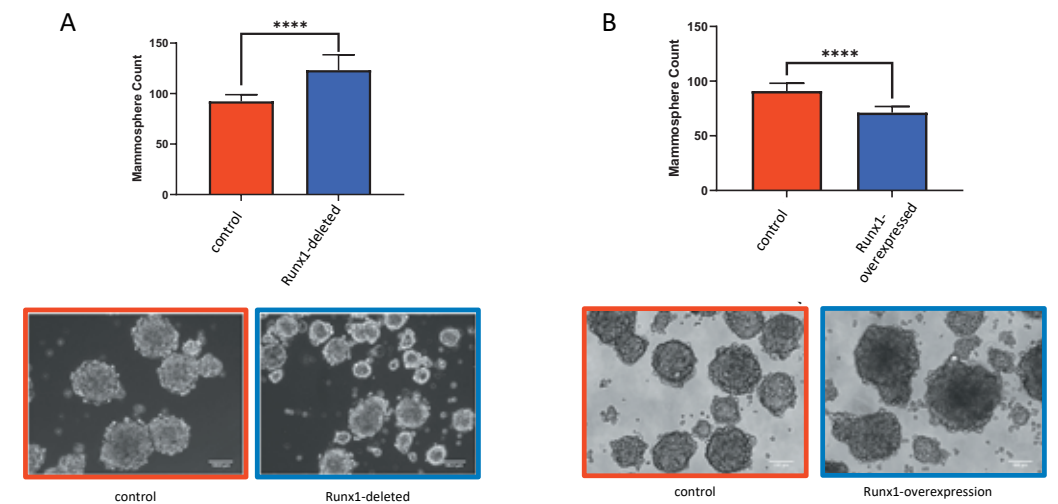 A
B
****
****
150
100
50
0
Mammosphere Count
control
Runx1-deleted
150
100
50
0
Mammosphere Count
control
Runx1-
overexpressed
control
Runx1-deleted
control
Runx1-overexpression